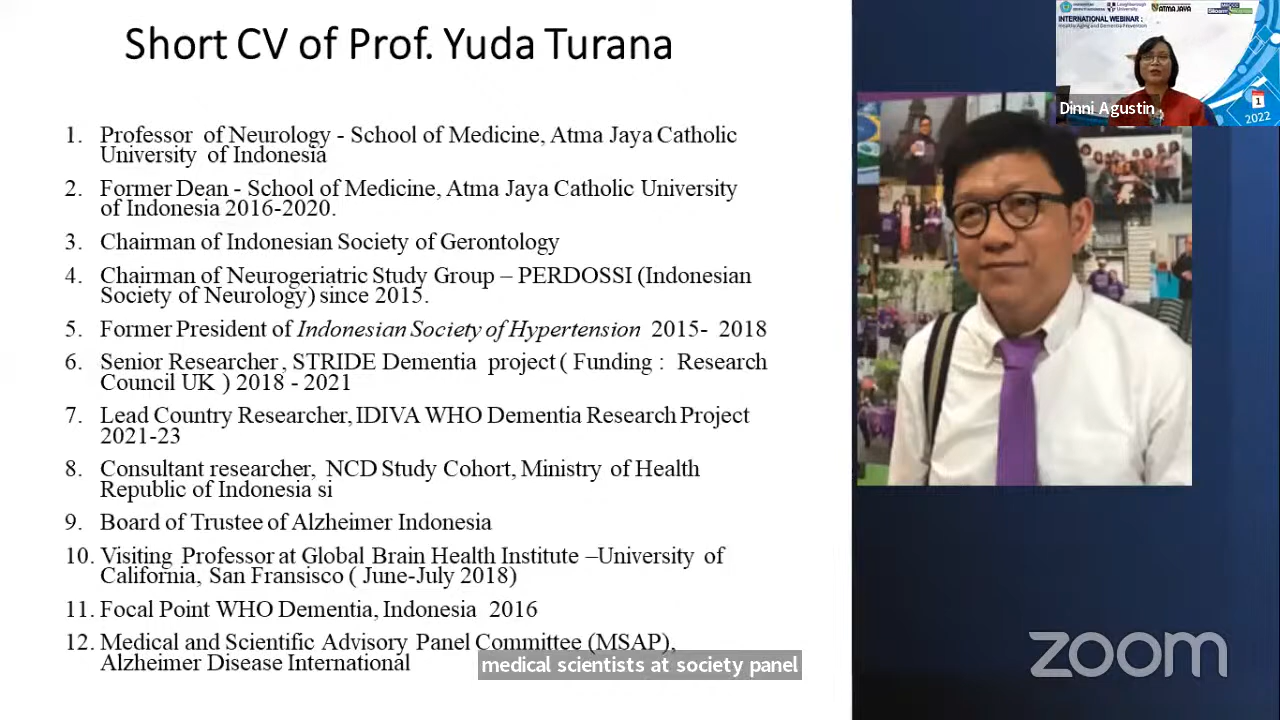 Short CV of Prof. Yuda Turana
1. Professor of Neurology - School of Medicine, Atma Jaya Catholic
University of Indonesia
2. Former Dean - School of Medicine, Atma Jaya Catholic University
of Indonesia 2016-2020.
3. Chairman of Indonesian Society of Gerontology
4. Chairman of Neurogeriatric Study Group – PERDOSSI (Indonesian
Society of Neurology) since 2015.
5. Former President of Indonesian Society of Hypertension 2015- 2018
6. Senior Researcher, STRIDE Dementia project ( Funding : Research
Council UK ) 2018 - 2021
7. Lead Country Researcher, IDIVA WHO Dementia Research Project
2021-23
8. Consultant researcher, NCD Study Cohort, Ministry of Health
Republic of Indonesia si
9. Board of Trustee of Alzheimer Indonesia
10. Visiting Professor at Global Brain Health Institute –University of
California, San Fransisco ( June-July 2018)
11. Focal Point WHO Dementia, Indonesia 2016
12. Medical and Scientific Advisory Panel Committee (MSAP),
Alzheimer Disease International
medical scientists at society panel
Loughborough
University
ATMA JAYA
INTERNATIONAL WEBINAR :
Healthy Aging and Dementia Prevention
Dinni Agustin
1
2022
zoom